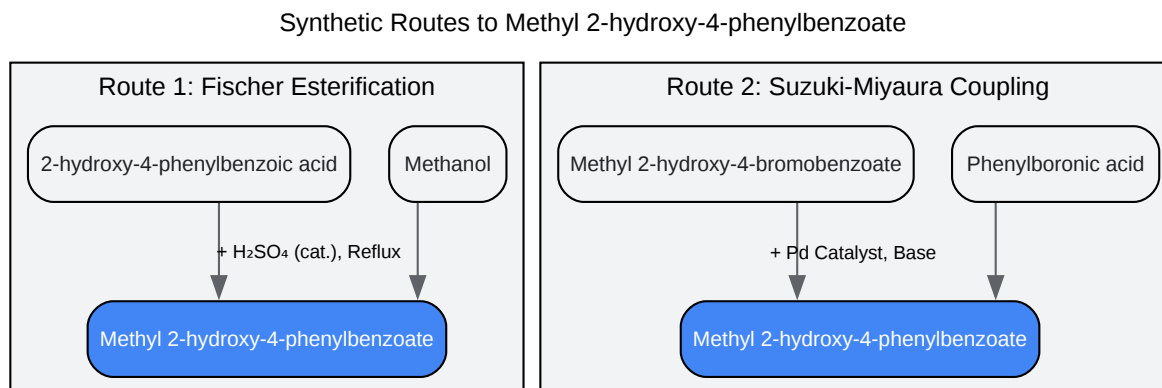 Synthetic Routes to Methyl 2-hydroxy-4-phenylbenzoate
Route 1: Fischer Esterification
2-hydroxy-4-phenylbenzoic acid
Methanol
+ H₂SO₄ (cat.), Reflux
Methyl 2-hydroxy-4-phenylbenzoate
Route 2: Suzuki-Miyaura Coupling
Methyl 2-hydroxy-4-bromobenzoate
Phenylboronic acid
+ Pd Catalyst, Base
Methyl 2-hydroxy-4-phenylbenzoate